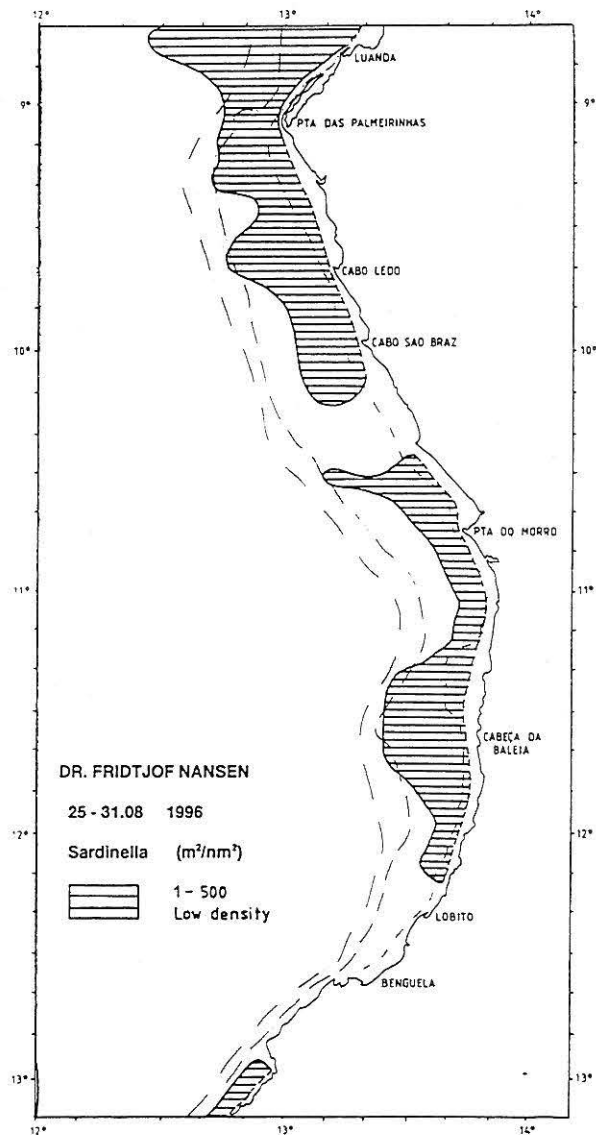 12° 13° 14°
LUANDA
9° 9°
PTA DAS PALMEIRINHAS
CABO LEDO
CABO SAO BRAZ
10° 10°
PTA DO MORRO
11° 11°
CABEÇA DA
BALEIA
DR. FRIDTJOF NANSEN
25 - 31.08 1996
12° 12°
Sardinella (m²/nm²)
1 - 500
Low density
LOBITO
BENGUELA
13° 13°
12° 13° 14°